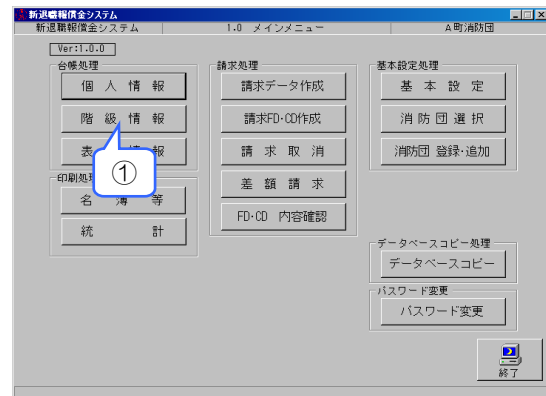 新退職報償金システム
新退職報償金システム 1.0 メインメニュー A町消防団
Ver:1.0.0
台帳処理
個人情報
階級情報
表 報
①
印刷処
名簿等
統計
請求処理
請求データ作成
請求FD・CD作成
請求取消
差額請求
FD・CD 内容確認
基本設定処理
基本設定
消防団選択
消防団 登録・追加
データベースコピー処理
データベースコピー
パスワード変更
パスワード変更
終了